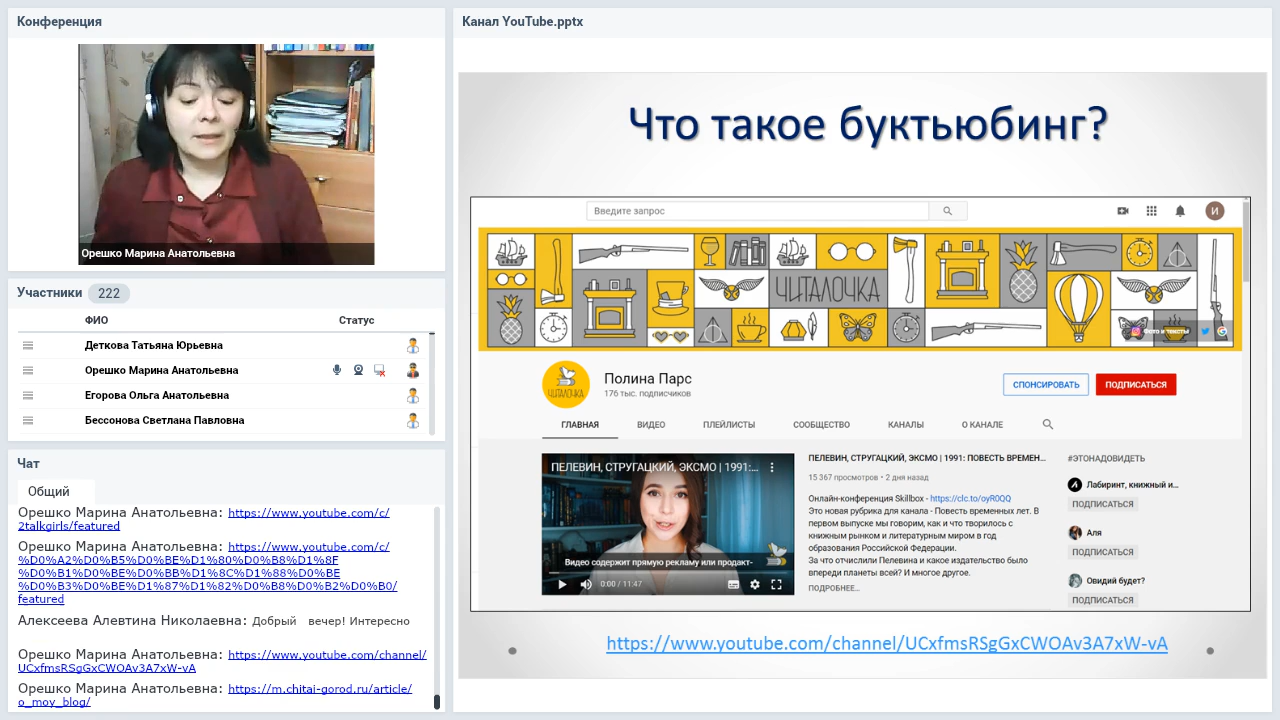 Конференция
Орешко Марина Анатольевна
Участники 222
ФИО Статус
Деткова Татьяна Юрьевна
Орешко Марина Анатольевна
Егорова Ольга Анатольевна
Бессонова Светлана Павловна
Чат
Общий
Орешко Марина Анатольевна: https://www.youtube.com/c/
2talkgirls/featured
Орешко Марина Анатольевна: https://www.youtube.com/c/
%D0%A2%D0%B5%D0%BE%D1%80%D0%B8%D1%8F
%D0%B1%D0%BE%D0%BB%D1%8C%D1%88%D0%BE
%D0%B3%D0%BE%D1%87%D1%82%D0%B8%D0%B2%D0%B0/
featured
Алексеева Алевтина Николаевна: Добрый вечер! Интересно
Орешко Марина Анатольевна: https://www.youtube.com/channel/
UCxfmsRSgGxCWOAv3A7xW-vA
Орешко Марина Анатольевна: https://m.chitai-gorod.ru/article/
o_moy_blog/
Канал YouTube.pptx
Что такое буктьюбинг?
Введите запрос
И
ЧИТАЛОЧКА
Фото и тексты
ЧИТАЛОЧКА
Полина Парс
176 тыс. подписчиков
СПОНСИРОВАТЬ
ПОДПИСАТЬСЯ
ГЛАВНАЯ ВИДЕО ПЛЕЙЛИСТЫ СООБЩЕСТВО КАНАЛЫ О КАНАЛЕ
ПЕЛЕВИН, СТРУГАЦКИЙ, ЭКСМО | 1991:...
Видео содержит прямую рекламу или продакт-
0:00 / 11:47
ПЕЛЕВИН, СТРУГАЦКИЙ, ЭКСМО | 1991: ПОВЕСТЬ ВРЕМЕН...
15 367 просмотров • 2 дня назад
Онлайн-конференция Skillbox - https://clc.to/oyR0QQ
Это новая рубрика для канала - Повесть временных лет. В
первом выпуске мы говорим, как и что творилось с
книжным рынком и литературным миром в год
образования Российской Федерации.
За что отчислили Пелевина и какое издательство было
впереди планеты всей? И многое другое.
ПОДРОБНЕЕ...
#ЭТОНАДОВИДЕТЬ
Лабиринт, книжный и...
ПОДПИСАТЬСЯ
Аля
ПОДПИСАТЬСЯ
Овидий будет?
ПОДПИСАТЬСЯ
https://www.youtube.com/channel/UCxfmsRSgGxCWOAv3A7xW-vA